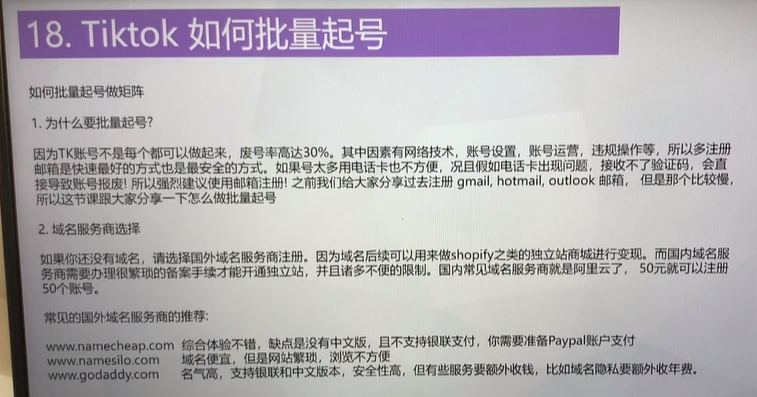 18. Tiktok 如何批量起号
如何批量起号做矩阵
1. 为什么要批量起号?
因为TK账号不是每个都可以做起来，废号率高达30%。其中因素有网络技术，账号设置，账号运营，违规操作等，所以多注册
邮箱是快速最好的方式也是最安全的方式。如果号太多用电话卡也不方便，况且假如电话卡出现问题，接收不了验证码，会直
接导致账号报废! 所以强烈建议使用邮箱注册! 之前我们给大家分享过去注册 gmail, hotmail, outlook 邮箱， 但是那个比较慢,
所以这节课跟大家分享一下怎么做批量起号
2. 域名服务商选择
如果你还没有域名，请选择国外域名服务商注册。因为域名后续可以用来做shopify之类的独立站商城进行变现。而国内域名服
务商需要办理很繁琐的备案手续才能开通独立站，并且诸多不便的限制。国内常见域名服务商就是阿里云了， 50元就可以注册
50个账号。
常见的国外域名服务商的推荐:
www.namecheap.com 综合体验不错，缺点是没有中文版，且不支持银联支付，你需要准备Paypal账户支付
www.namesilo.com 域名便宜，但是网站繁琐，浏览不方便
www.godaddy.com 名气高，支持银联和中文版本，安全性高，但有些服务要额外收钱，比如域名隐私要额外收年费。